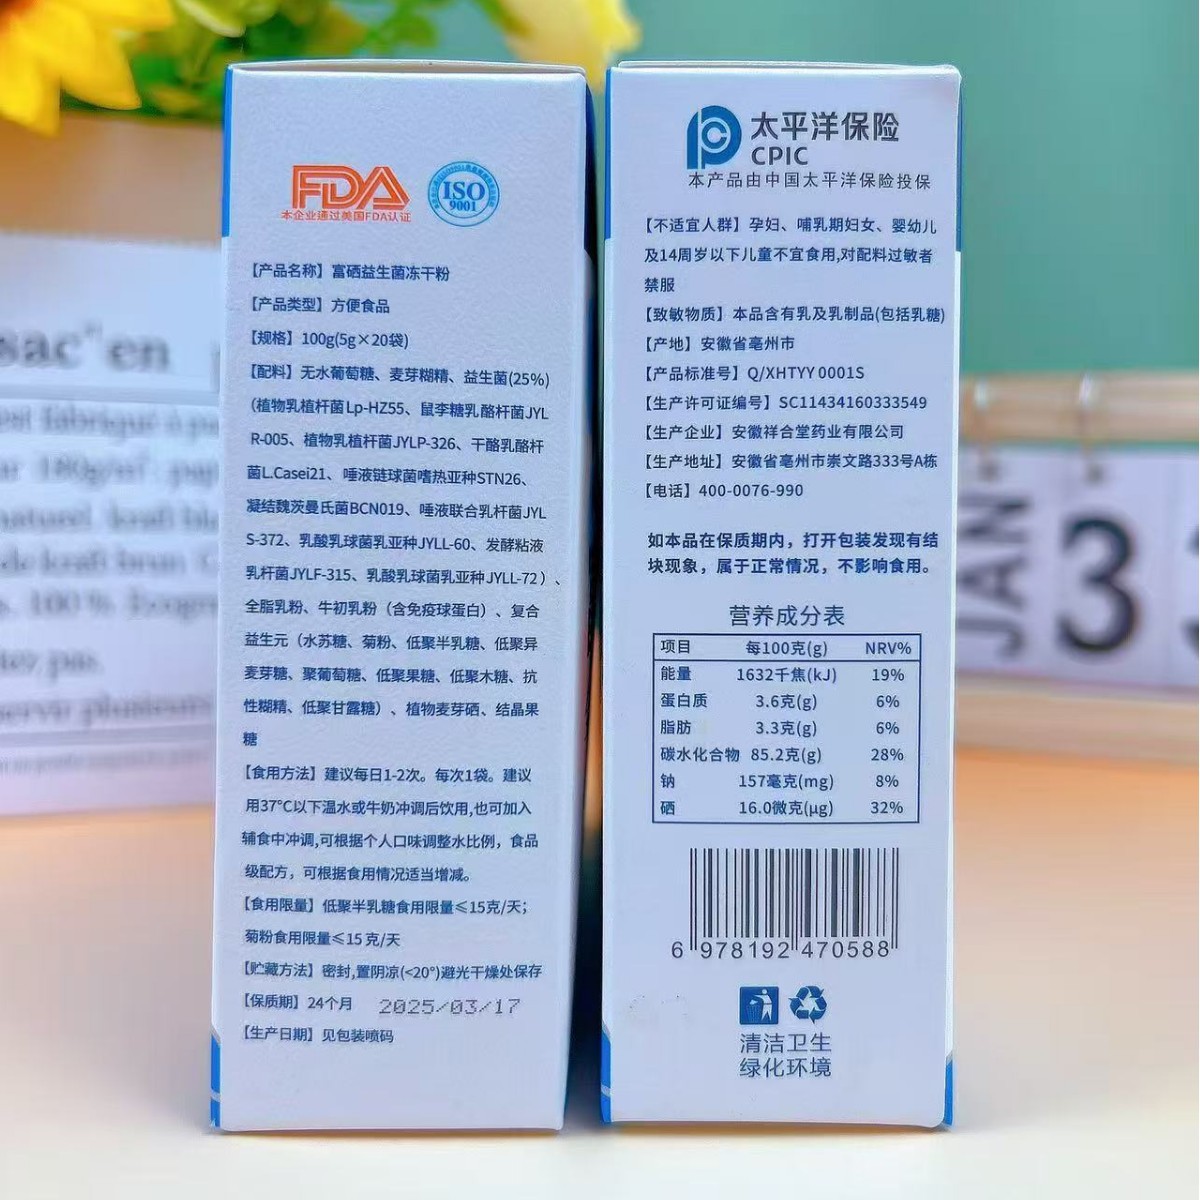 FDA
本企业通过美国FDA认证
ISO
9001
【产品名称】富硒益生菌冻干粉
【产品类型】方便食品
【规格】100g(5g×20袋)
【配料】无水葡萄糖、麦芽糊精、益生菌(25%)
(植物乳植杆菌Lp-HZ55、鼠李糖乳酪杆菌JYL
R-005、植物乳植杆菌JYLP-326、干酪乳酪杆
菌L.Casei21、唾液链球菌嗜热亚种STN26、
凝结魏茨曼氏菌BCN019、唾液联合乳杆菌JYL
S-372、乳酸乳球菌乳亚种JYLL-60、发酵粘液
乳杆菌JYLF-315、乳酸乳球菌乳亚种JYLL-72)、
全脂乳粉、牛初乳粉（含免疫球蛋白）、复合
益生元（水苏糖、菊粉、低聚半乳糖、低聚异
麦芽糖、聚葡萄糖、低聚果糖、低聚木糖、抗
性糊精、低聚甘露糖）、植物麦芽硒、结晶果
糖
【食用方法】建议每日1-2次。每次1袋。建议
用37℃以下温水或牛奶冲调后饮用,也可加入
辅食中冲调,可根据个人口味调整水比例，食品
级配方，可根据食用情况适当增减。
【食用限量】低聚半乳糖食用限量≤15克/天；
菊粉食用限量≤15克/天
【贮藏方法】密封,置阴凉(<20°)避光干燥处保存
【保质期】24个月 2025/03/17
【生产日期】见包装喷码
太平洋保险
CPIC
本产品由中国太平洋保险投保
【不适宜人群】孕妇、哺乳期妇女、婴幼儿
及14周岁以下儿童不宜食用,对配料过敏者
禁服
【致敏物质】本品含有乳及乳制品(包括乳糖)
【产地】安徽省亳州市
【产品标准号】Q/XHTYY 0001S
【生产许可证编号】SC11434160333549
【生产企业】安徽祥合堂药业有限公司
【生产地址】安徽省亳州市崇文路333号A栋
【电话】400-0076-990
如本品在保质期内，打开包装发现有结
块现象，属于正常情况，不影响食用。
营养成分表
项目 每100克(g) NRV%
能量 1632千焦(kJ) 19%
蛋白质 3.6克(g) 6%
脂肪 3.3克(g) 6%
碳水化合物 85.2克(g) 28%
钠 157毫克(mg) 8%
硒 16.0微克(μg) 32%
6 978192 470588
清洁卫生
绿化环境
JAN
3